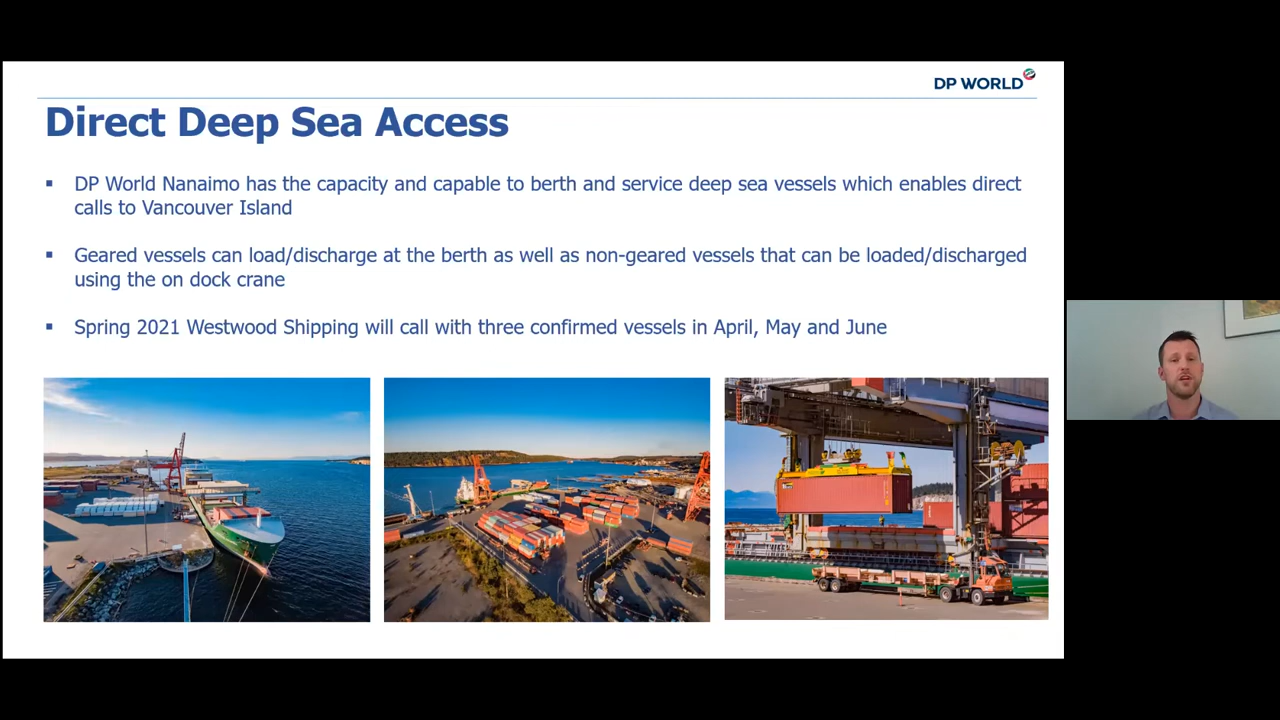 DP WORLD
Direct Deep Sea Access
▪ DP World Nanaimo has the capacity and capable to berth and service deep sea vessels which enables direct
calls to Vancouver Island
▪ Geared vessels can load/discharge at the berth as well as non-geared vessels that can be loaded/discharged
using the on dock crane
▪ Spring 2021 Westwood Shipping will call with three confirmed vessels in April, May and June